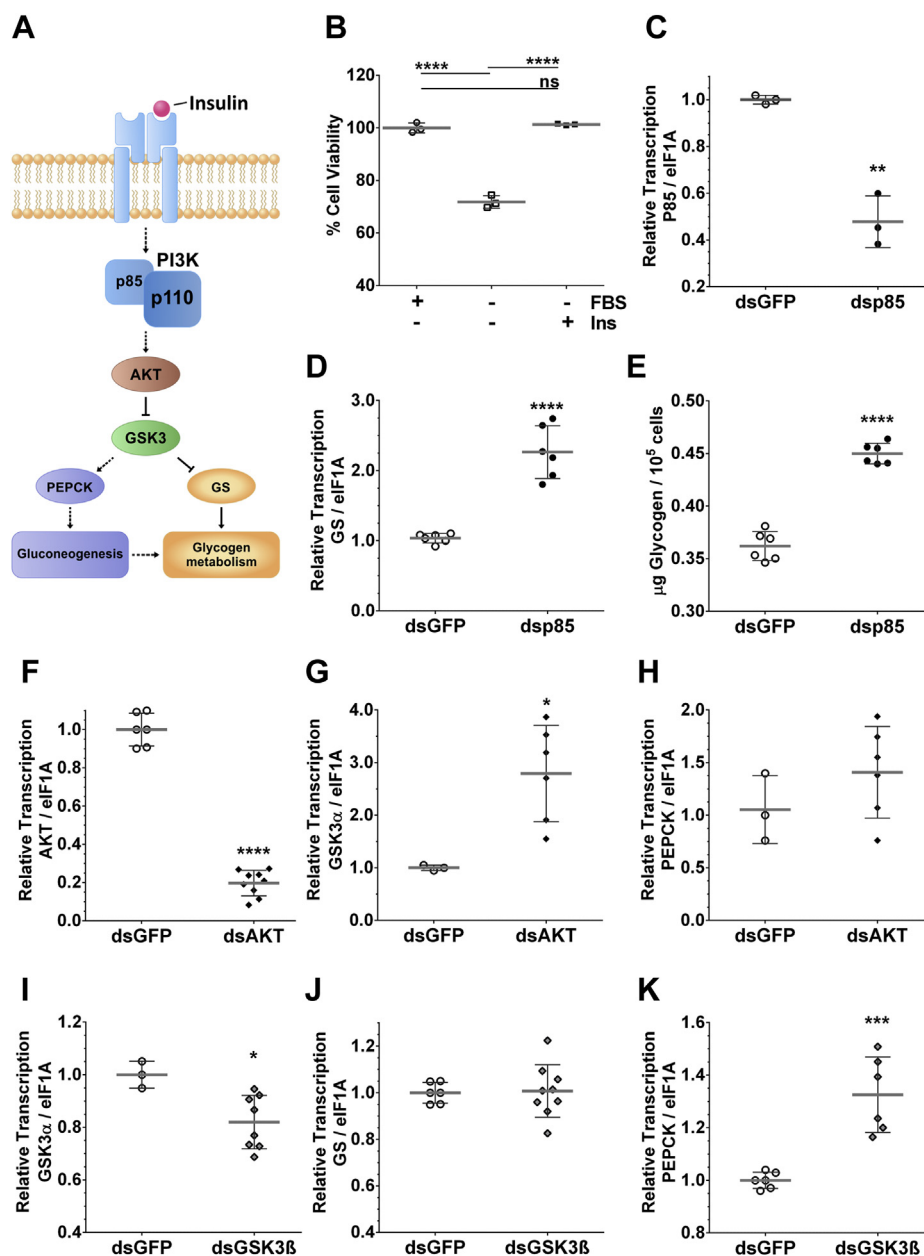 A
Insulin
PI3K
p85
p110
AKT
GSK3
PEPCK
GS
Gluconeogenesis
Glycogen
metabolism
B
% Cell Viability
120
100
80
60
40
****
****
ns
+ - - FBS
- - + Ins
C
Relative Transcription
P85 / eIF1A
1.0
0.8
0.6
0.4
0.2
**
dsGFP dsp85
D
Relative Transcription
GS / eIF1A
3.0
2.0
1.0
0.0
****
dsGFP dsp85
E
µg Glycogen / 10⁵ cells
0.50
0.45
0.40
0.35
0.30
****
dsGFP dsp85
F
Relative Transcription
AKT / eIF1A
1.0
0.8
0.6
0.4
0.2
0.0
****
dsGFP dsAKT
G
Relative Transcription
GSK3α / eIF1A
4.0
3.0
2.0
1.0
0.0
*
dsGFP dsAKT
H
Relative Transcription
PEPCK / eIF1A
2.0
1.5
1.0
0.5
0.0
dsGFP dsAKT
I
Relative Transcription
GSK3α / eIF1A
1.2
1.0
0.8
0.6
0.4
*
dsGFP dsGSK3ß
J
Relative Transcription
GS / eIF1A
1.2
1.0
0.8
0.6
0.4
dsGFP dsGSK3ß
K
Relative Transcription
PEPCK / eIF1A
1.6
1.4
1.2
1.0
0.8
***
dsGFP dsGSK3ß